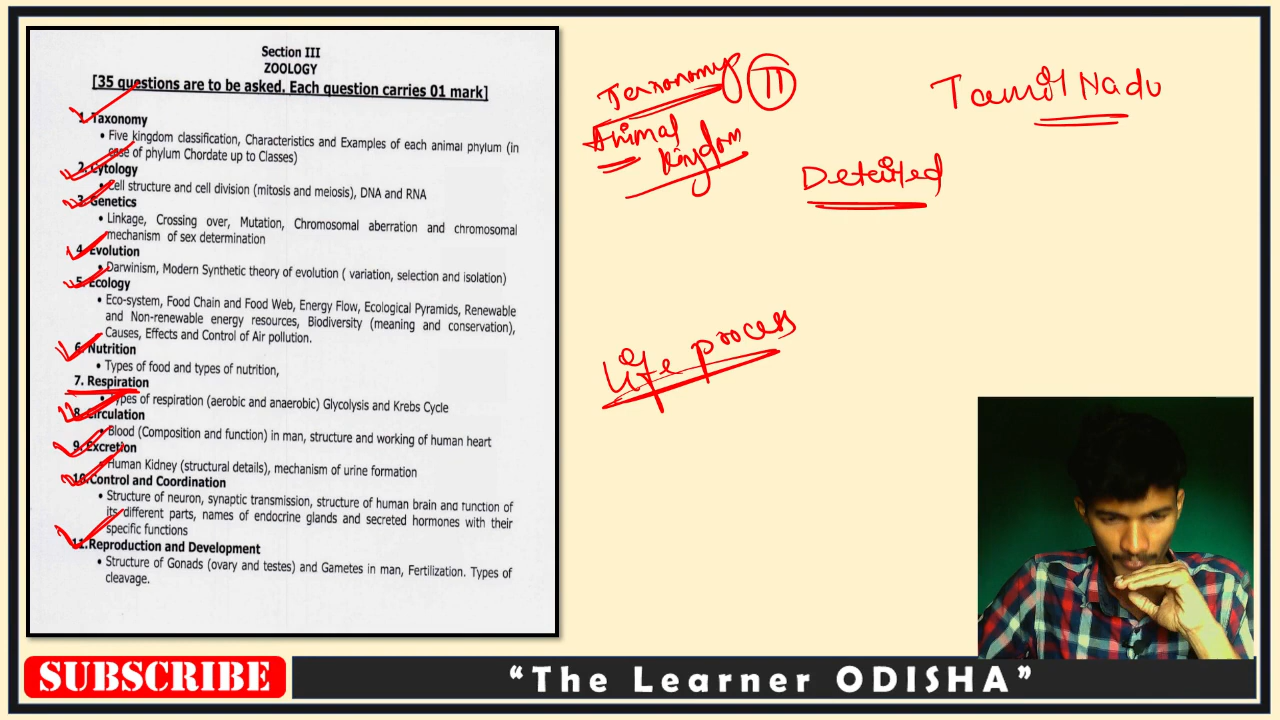 Section III
ZOOLOGY
[35 questions are to be asked. Each question carries 01 mark]
1. Taxonomy
• Five kingdom classification, Characteristics and Examples of each animal phylum (in
case of phylum Chordate up to Classes)
2. Cytology
• Cell structure and cell division (mitosis and meiosis), DNA and RNA
3. Genetics
• Linkage, Crossing over, Mutation, Chromosomal aberration and chromosomal
mechanism of sex determination
4. Evolution
• Darwinism, Modern Synthetic theory of evolution ( variation, selection and isolation)
5. Ecology
• Eco-system, Food Chain and Food Web, Energy Flow, Ecological Pyramids, Renewable
and Non-renewable energy resources, Biodiversity (meaning and conservation),
Causes, Effects and Control of Air pollution.
6. Nutrition
• Types of food and types of nutrition,
7. Respiration
• Types of respiration (aerobic and anaerobic) Glycolysis and Krebs Cycle
8. Circulation
• Blood (Composition and function) in man, structure and working of human heart
9. Excretion
• Human Kidney (structural details), mechanism of urine formation
10. Control and Coordination
• Structure of neuron, synaptic transmission, structure of human brain and function of
its different parts, names of endocrine glands and secreted hormones with their
specific functions
11. Reproduction and Development
• Structure of Gonads (ovary and testes) and Gametes in man, Fertilization. Types of
cleavage.
Taxonomy
Animal
Kingdom
Tamil Nadu
Detailed
Life process
SUBSCRIBE
"The Learner ODISHA"